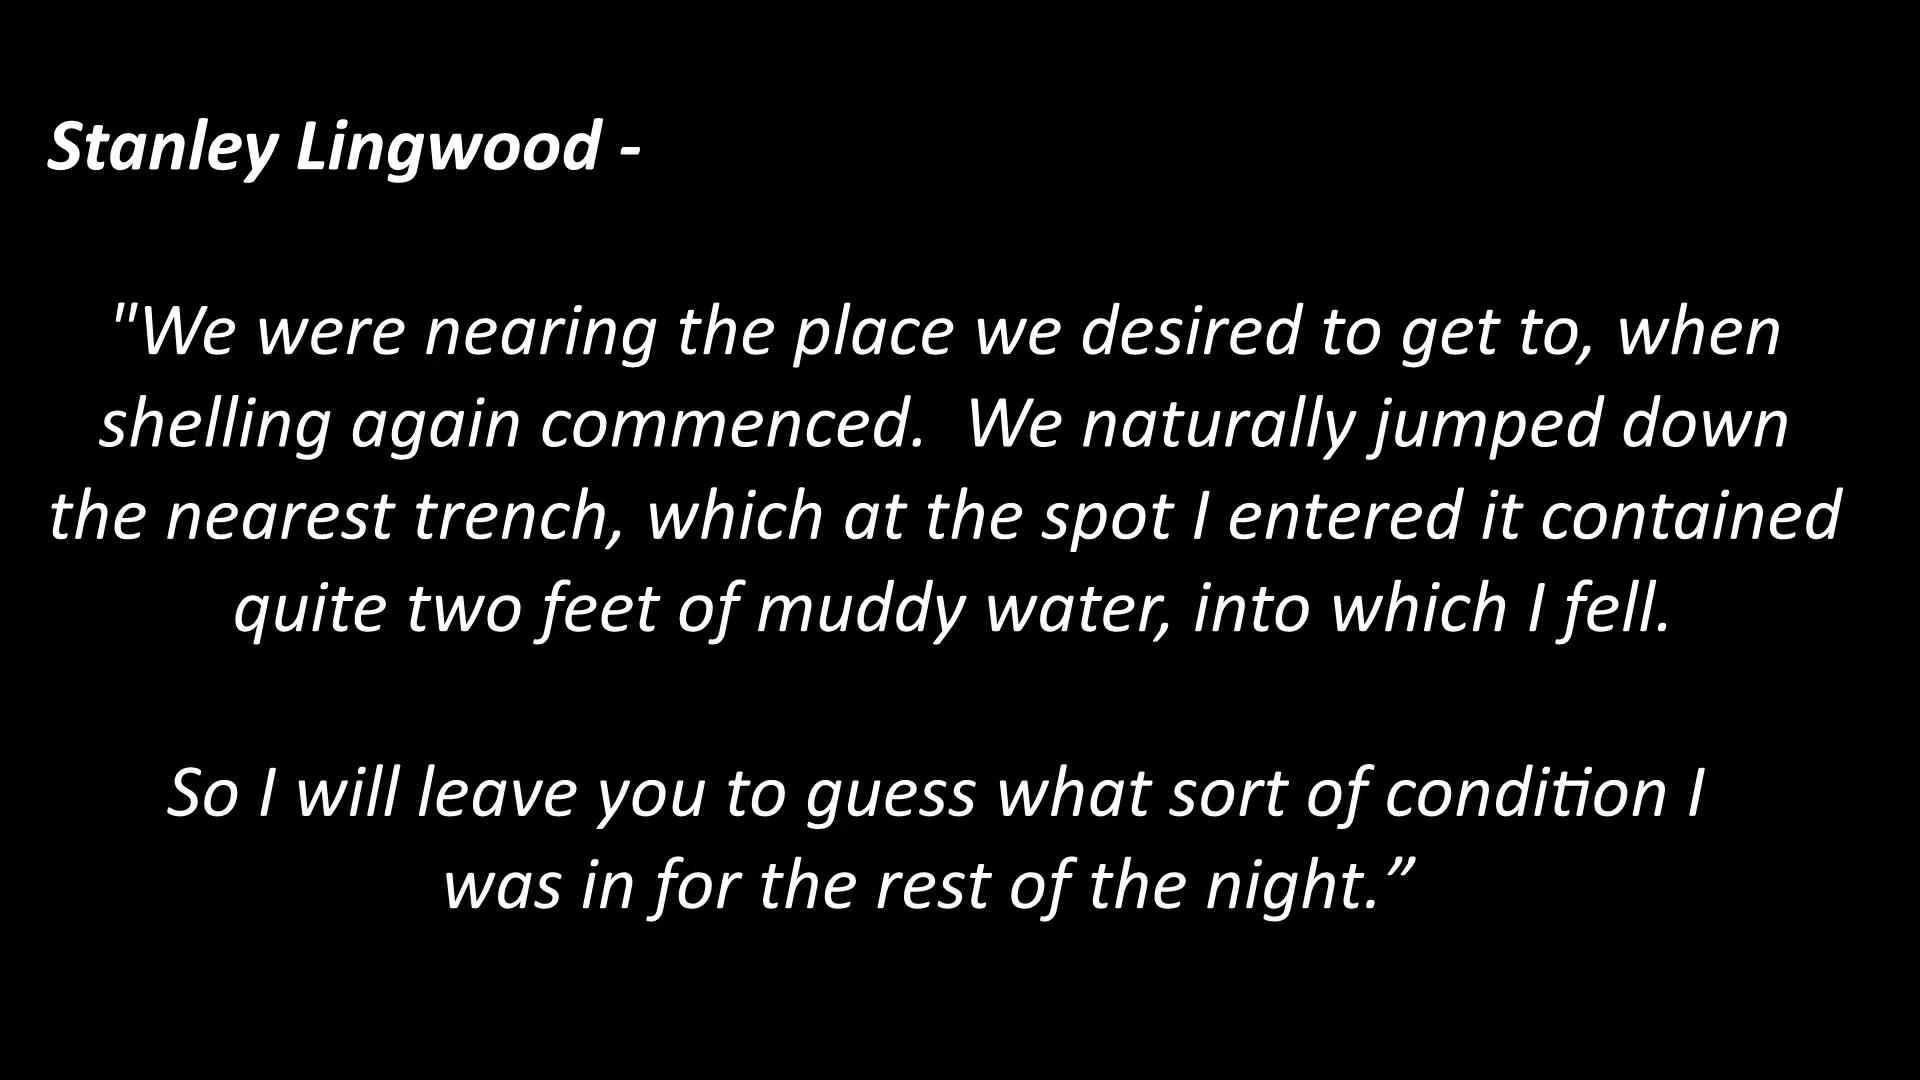 Stanley Lingwood -
"We were nearing the place we desired to get to, when
shelling again commenced.  We naturally jumped down
the nearest trench, which at the spot I entered it contained
quite two feet of muddy water, into which I fell.
So I will leave you to guess what sort of condition I
was in for the rest of the night.”